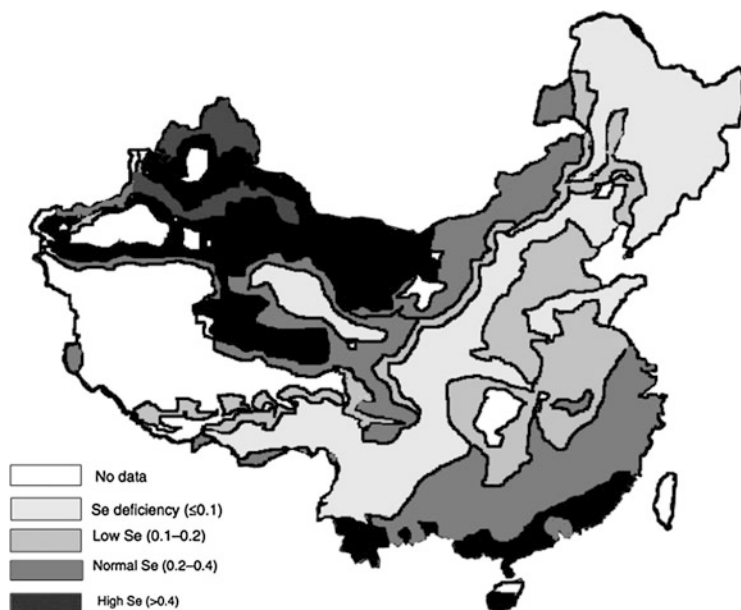 No data
Se deficiency (≤0.1)
Low Se (0.1–0.2)
Normal Se (0.2–0.4)
High Se (>0.4)